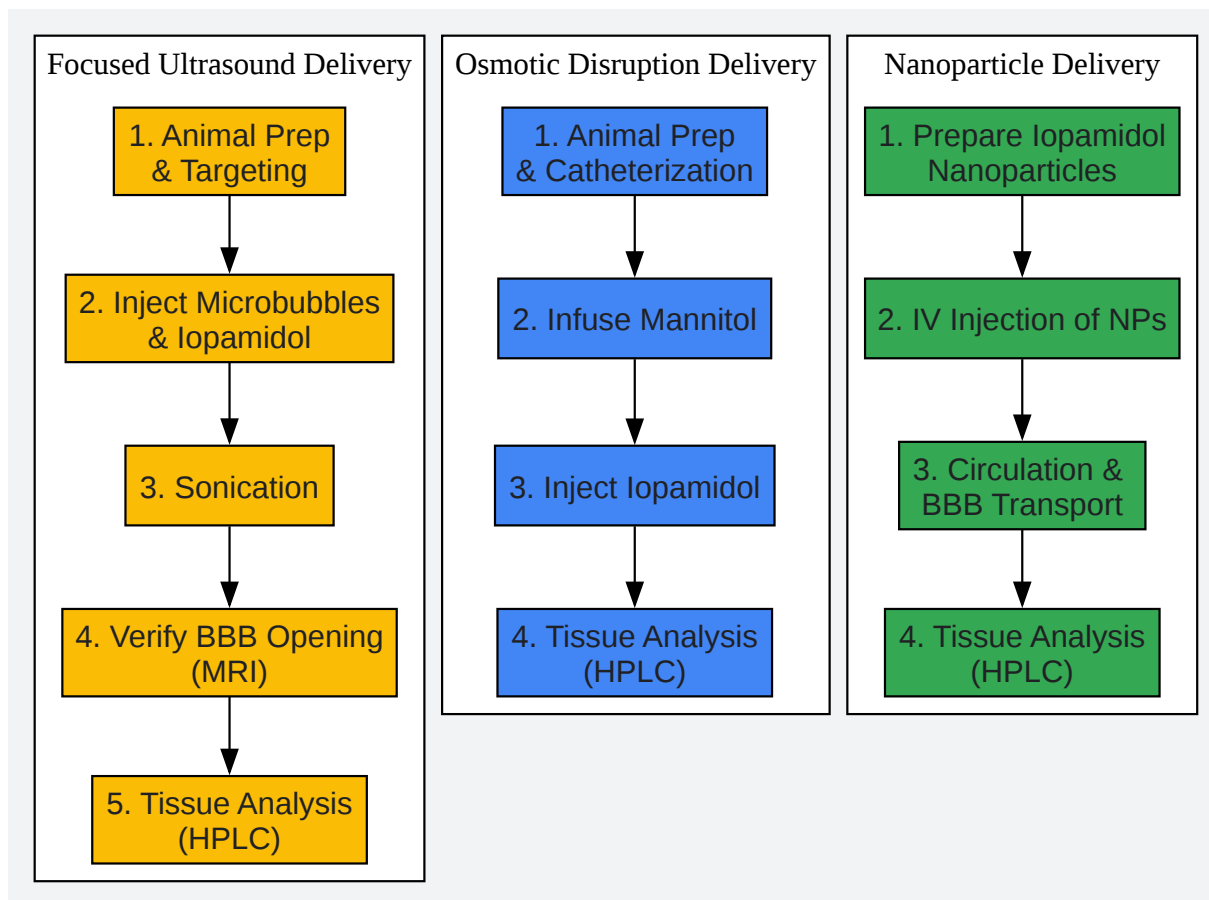 Focused Ultrasound Delivery
1. Animal Prep
& Targeting
2. Inject Microbubbles
& Iopamidol
3. Sonication
4. Verify BBB Opening
(MRI)
5. Tissue Analysis
(HPLC)
Osmotic Disruption Delivery
1. Animal Prep
& Catheterization
2. Infuse Mannitol
3. Inject Iopamidol
4. Tissue Analysis
(HPLC)
Nanoparticle Delivery
1. Prepare Iopamidol
Nanoparticles
2. IV Injection of NPs
3. Circulation &
BBB Transport
4. Tissue Analysis
(HPLC)